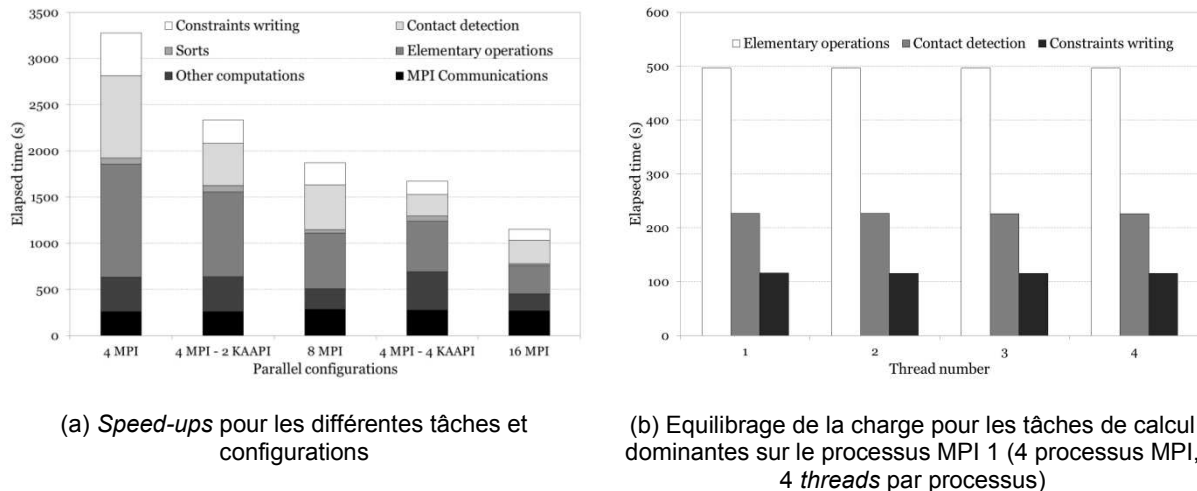 3500
3000
2500
2000
1500
1000
500
0
Elapsed time (s)
Constraints writing
Contact detection
Sorts
Elementary operations
Other computations
MPI Communications
4 MPI
4 MPI - 2 KAAPI
8 MPI
4 MPI - 4 KAAPI
16 MPI
Parallel configurations
600
500
400
300
200
100
0
Elapsed time (s)
Elementary operations
Contact detection
Constraints writing
1
2
3
4
Thread number
(a) Speed-ups pour les différentes tâches et
configurations
(b) Equilibrage de la charge pour les tâches de calcul
dominantes sur le processus MPI 1 (4 processus MPI,
4 threads par processus)